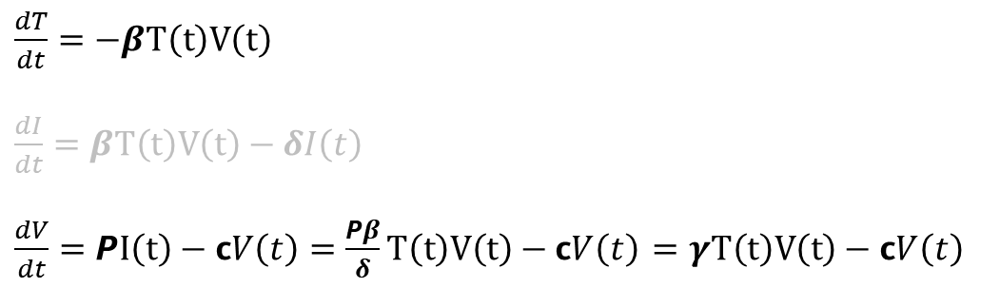 dT/dt = −βT(t)V(t)
dI/dt = βT(t)V(t) − δI(t)
dV/dt = PI(t) − cV(t) = Pβ/δ T(t)V(t) − cV(t) = γT(t)V(t) − cV(t)